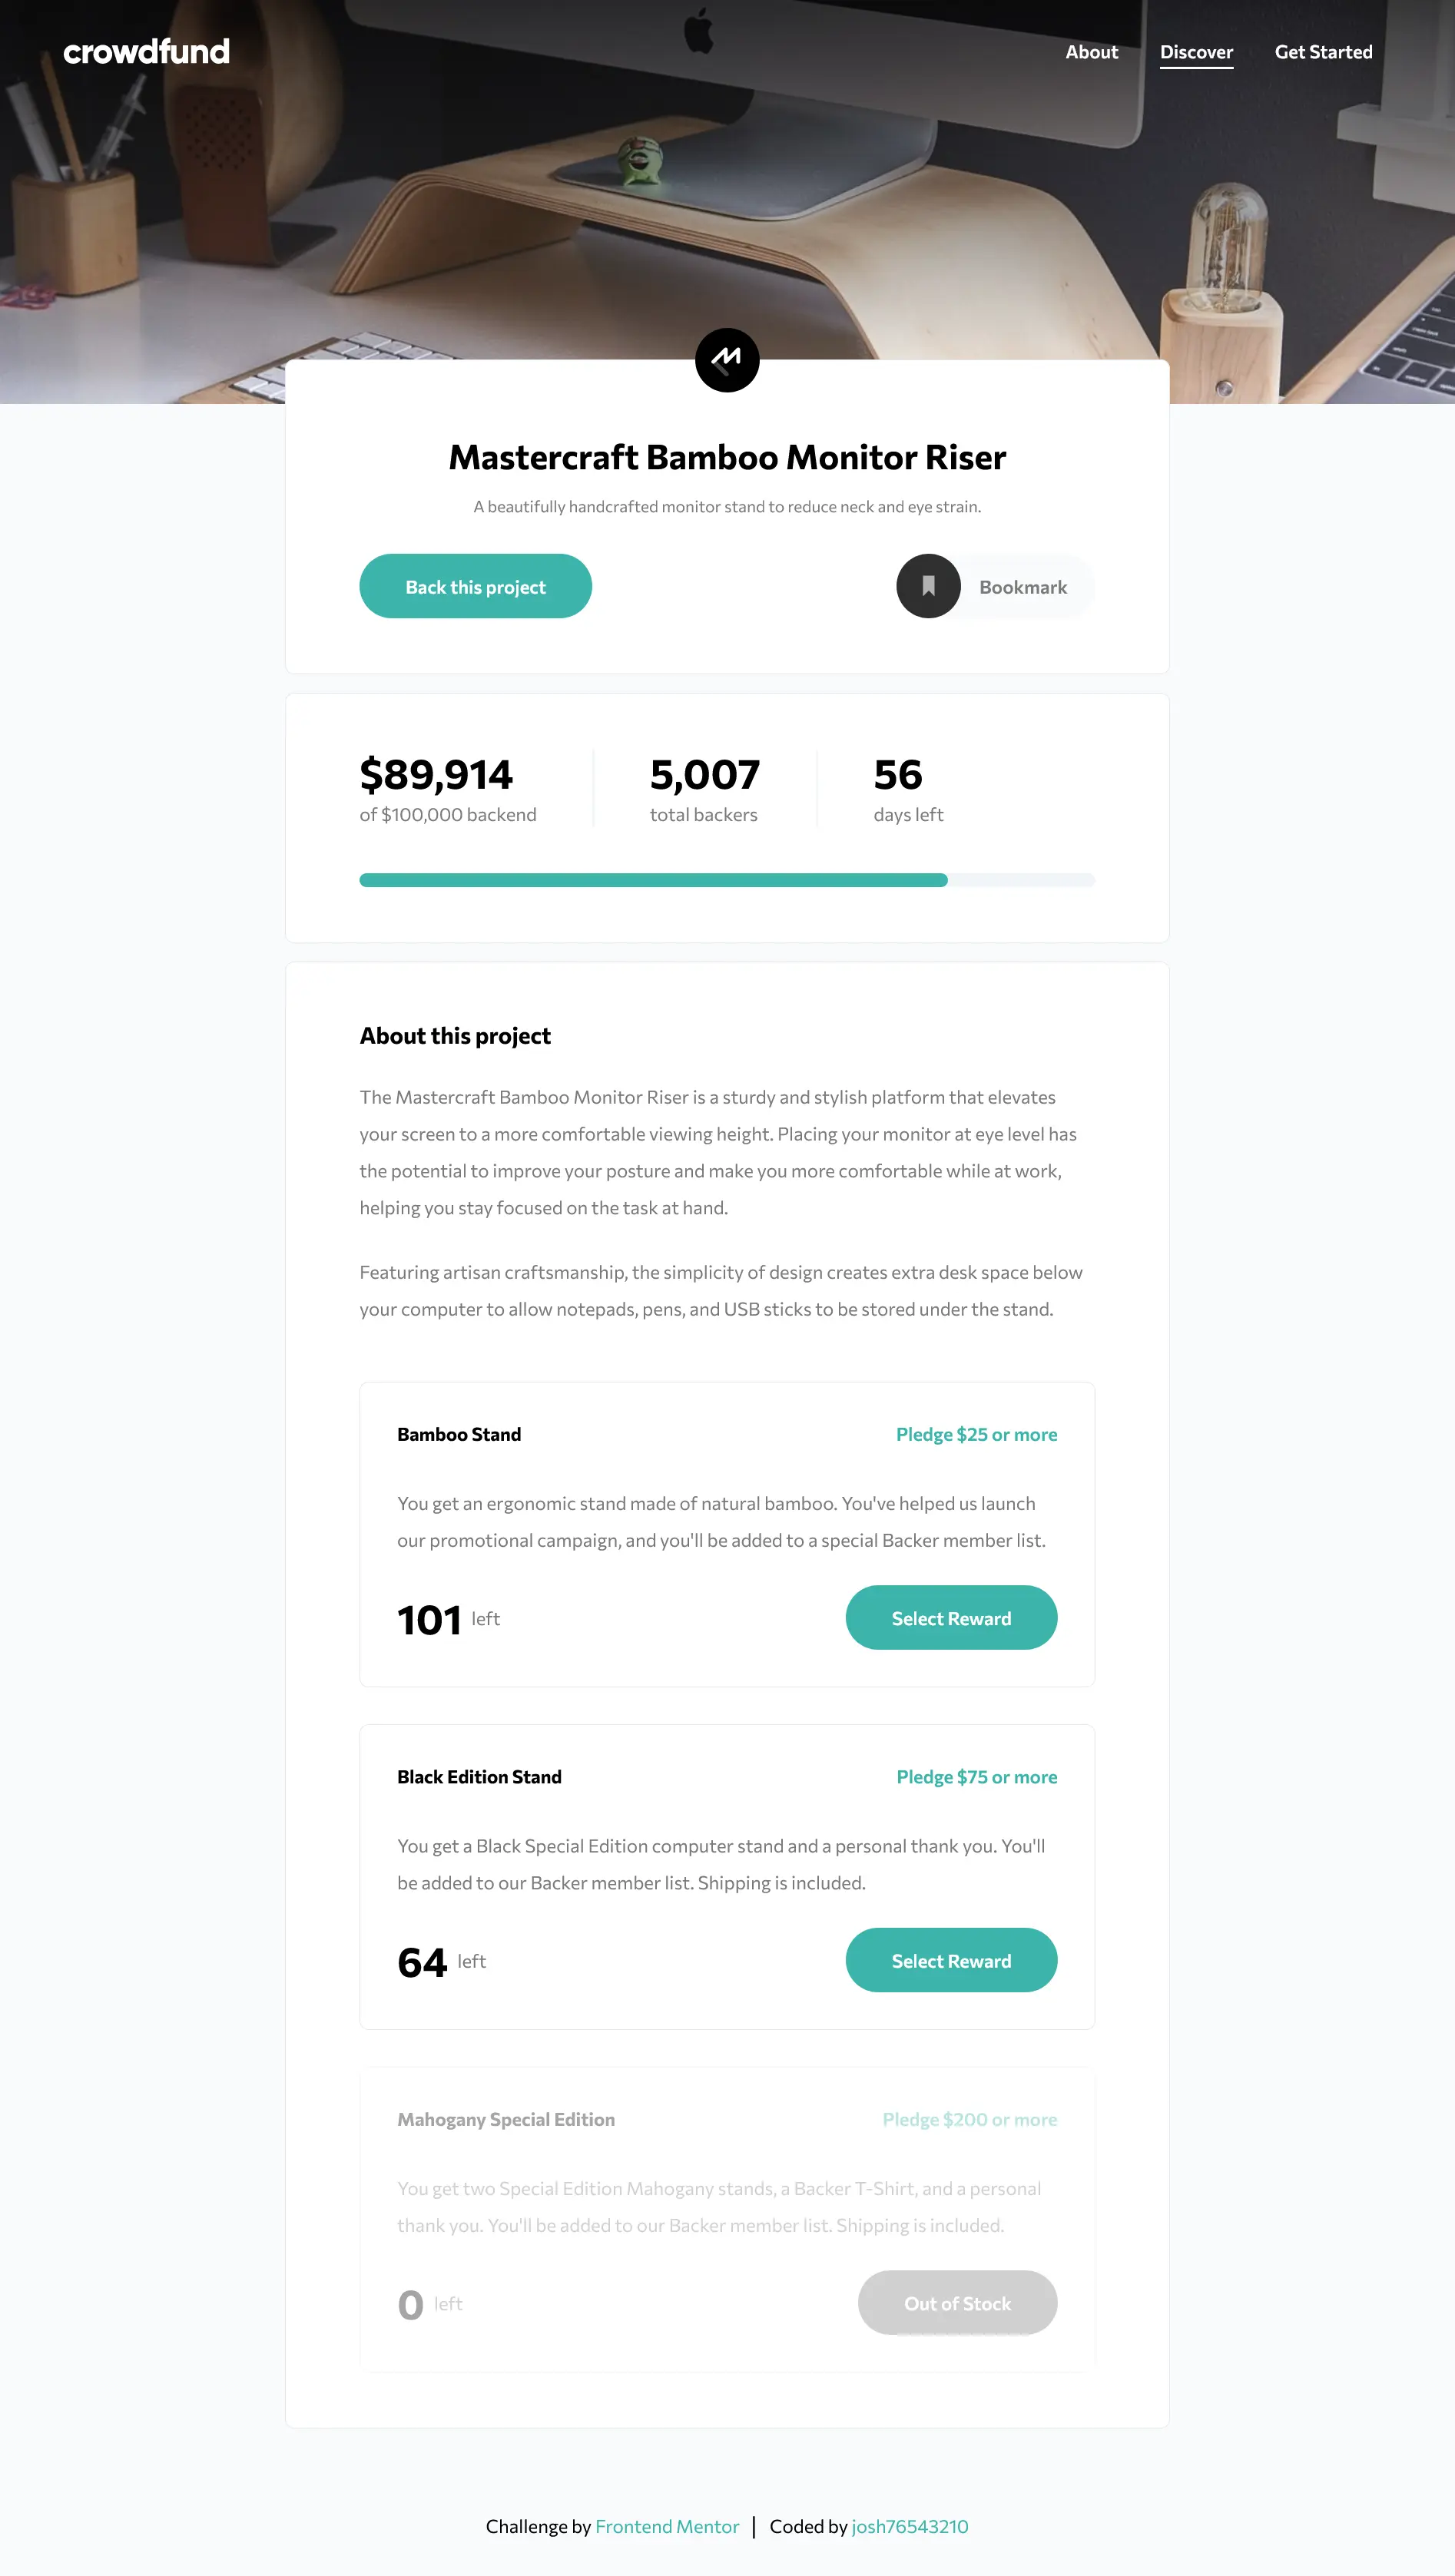 crowdfund
About Discover Get Started
Mastercraft Bamboo Monitor Riser
A beautifully handcrafted monitor stand to reduce neck and eye strain.
Back this project
Bookmark
$89,914
of $100,000 backend
5,007
total backers
56
days left
About this project
The Mastercraft Bamboo Monitor Riser is a sturdy and stylish platform that elevates
your screen to a more comfortable viewing height. Placing your monitor at eye level has
the potential to improve your posture and make you more comfortable while at work,
helping you stay focused on the task at hand.
Featuring artisan craftsmanship, the simplicity of design creates extra desk space below
your computer to allow notepads, pens, and USB sticks to be stored under the stand.
Bamboo Stand
Pledge $25 or more
You get an ergonomic stand made of natural bamboo. You've helped us launch
our promotional campaign, and you'll be added to a special Backer member list.
101 left
Select Reward
Black Edition Stand
Pledge $75 or more
You get a Black Special Edition computer stand and a personal thank you. You'll
be added to our Backer member list. Shipping is included.
64 left
Select Reward
Mahogany Special Edition
Pledge $200 or more
You get two Special Edition Mahogany stands, a Backer T-Shirt, and a personal
thank you. You'll be added to our Backer member list. Shipping is included.
0 left
Out of Stock
Challenge by Frontend Mentor | Coded by josh76543210